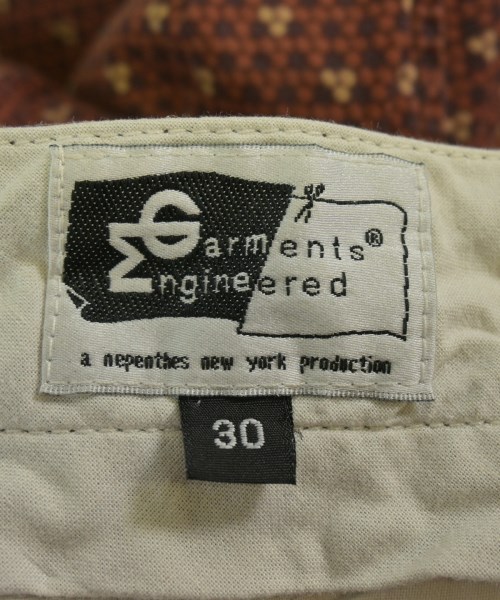 Garments®
Engineered
a nepenthes new york production
30